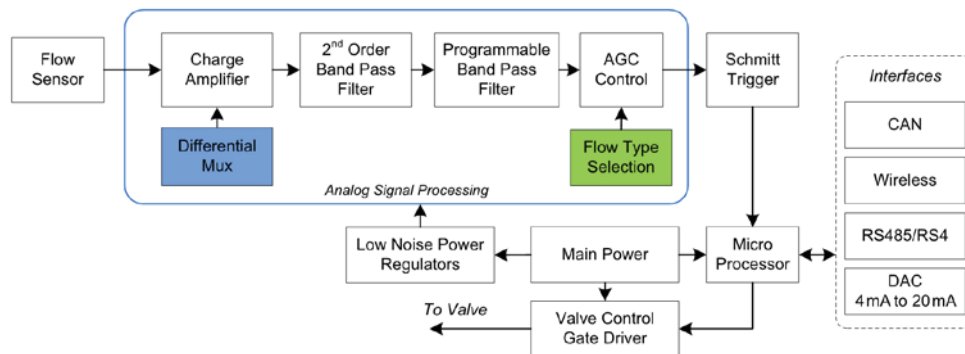 Flow
Sensor
Charge
Amplifier
2nd Order
Band Pass
Filter
Programmable
Band Pass
Filter
AGC
Control
Schmitt
Trigger
Differential
Mux
Flow Type
Selection
Analog Signal Processing
Interfaces
CAN
Wireless
RS485/RS4
DAC
4mA to 20mA
Low Noise Power
Regulators
Main Power
Micro
Processor
To Valve
Valve Control
Gate Driver